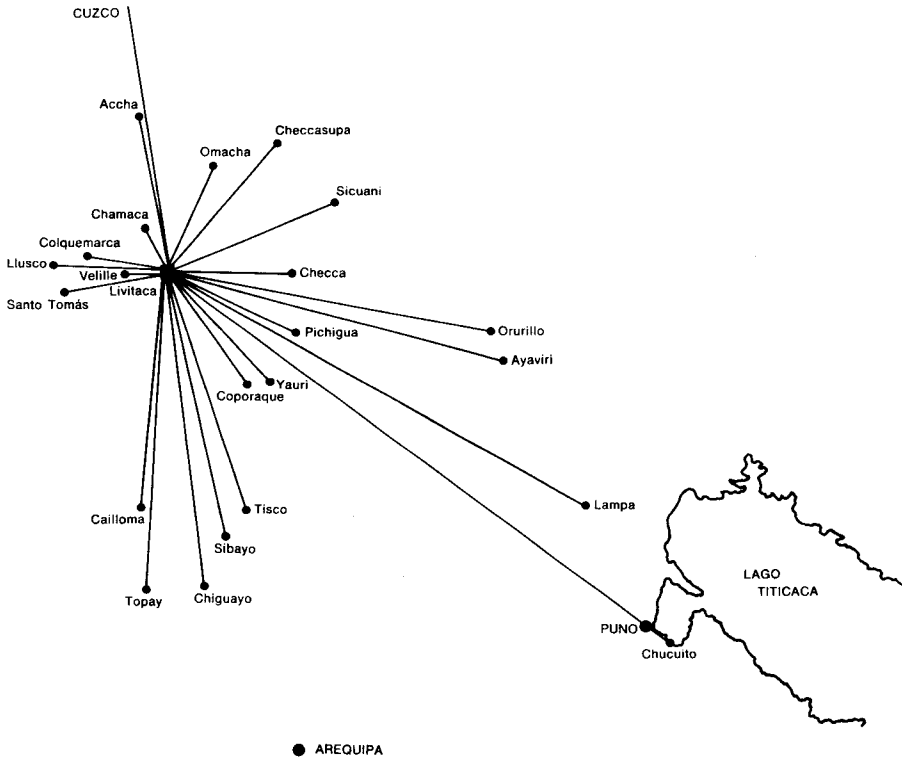 CUZCO
Accha
Checcasupa
Omacha
Sicuani
Chamaca
Colquemarca
Llusco
Velille
Checca
Livitaca
Santo Tomás
Pichigua
Orurillo
Ayaviri
Yauri
Coporaque
Lampa
Tisco
Cailloma
Sibayo
LAGO
TITICACA
Chiguayo
Topay
PUNO
Chucuito
AREQUIPA